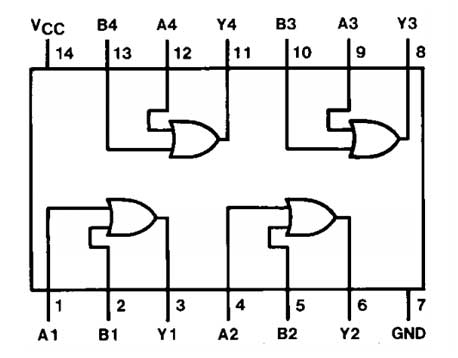 VCC B4 A4 Y4 B3 A3 Y3
14 13 12 11 10 9 8
1 2 3 4 5 6 7
A1 B1 Y1 A2 B2 Y2 GND